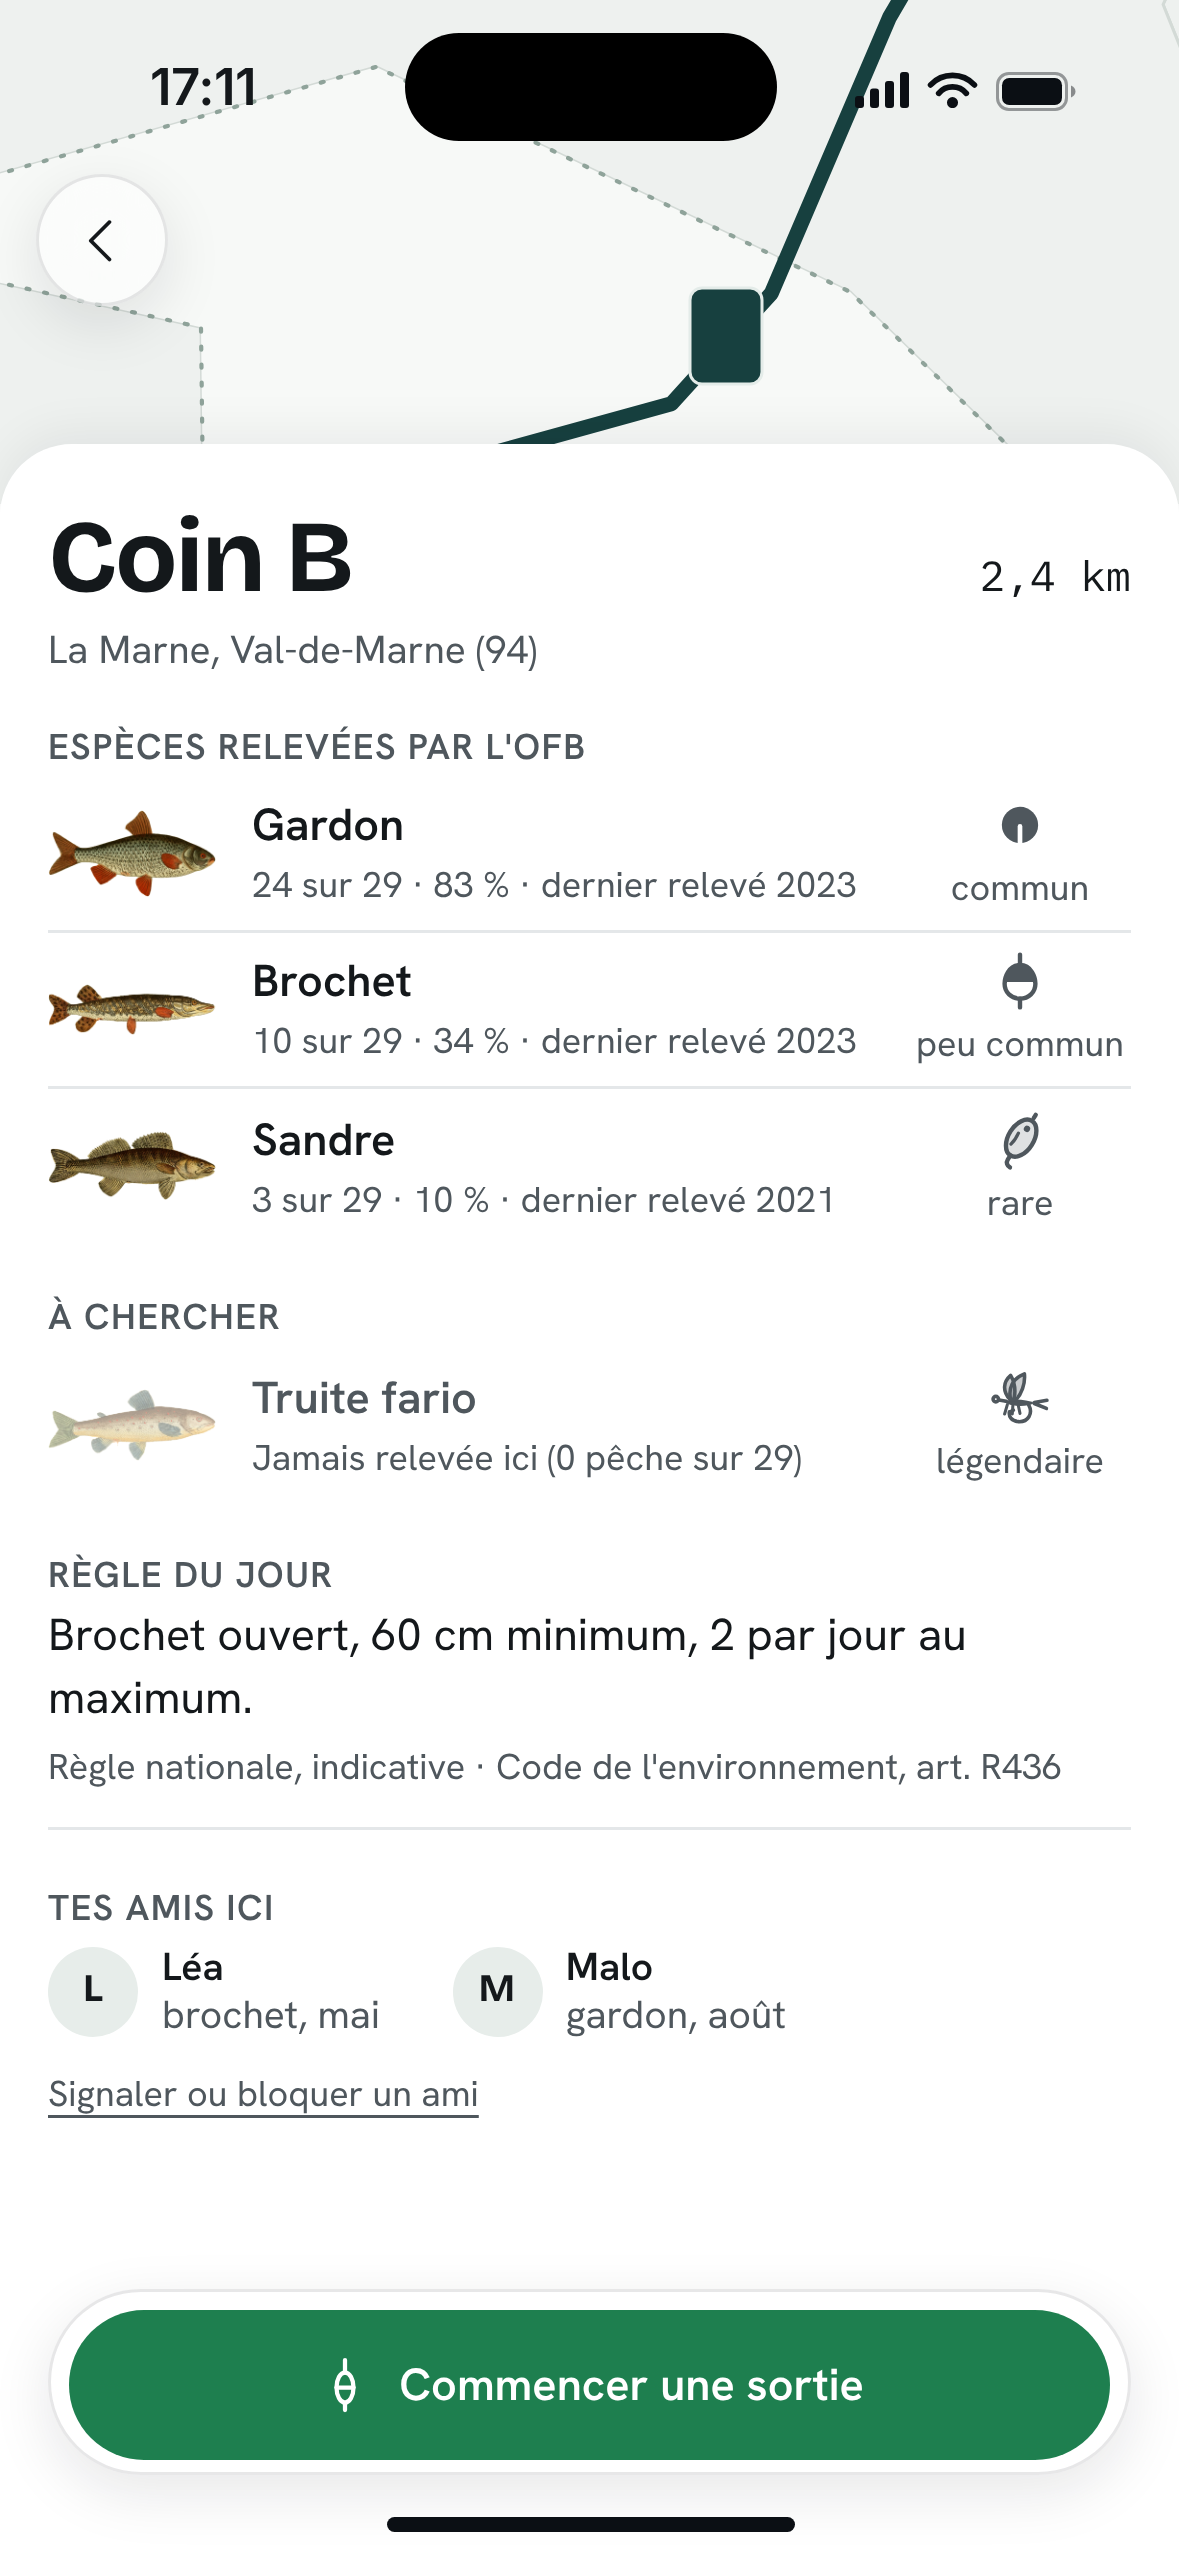 17:11
Coin B
2,4 km
La Marne, Val-de-Marne (94)
ESPÈCES RELEVÉES PAR L'OFB
Gardon
24 sur 29 · 83 % · dernier relevé 2023
commun
Brochet
10 sur 29 · 34 % · dernier relevé 2023
peu commun
Sandre
3 sur 29 · 10 % · dernier relevé 2021
rare
À CHERCHER
Truite fario
Jamais relevée ici (0 pêche sur 29)
légendaire
RÈGLE DU JOUR
Brochet ouvert, 60 cm minimum, 2 par jour au
maximum.
Règle nationale, indicative · Code de l'environnement, art. R436
TES AMIS ICI
L
Léa
brochet, mai
M
Malo
gardon, août
Signaler ou bloquer un ami
Commencer une sortie